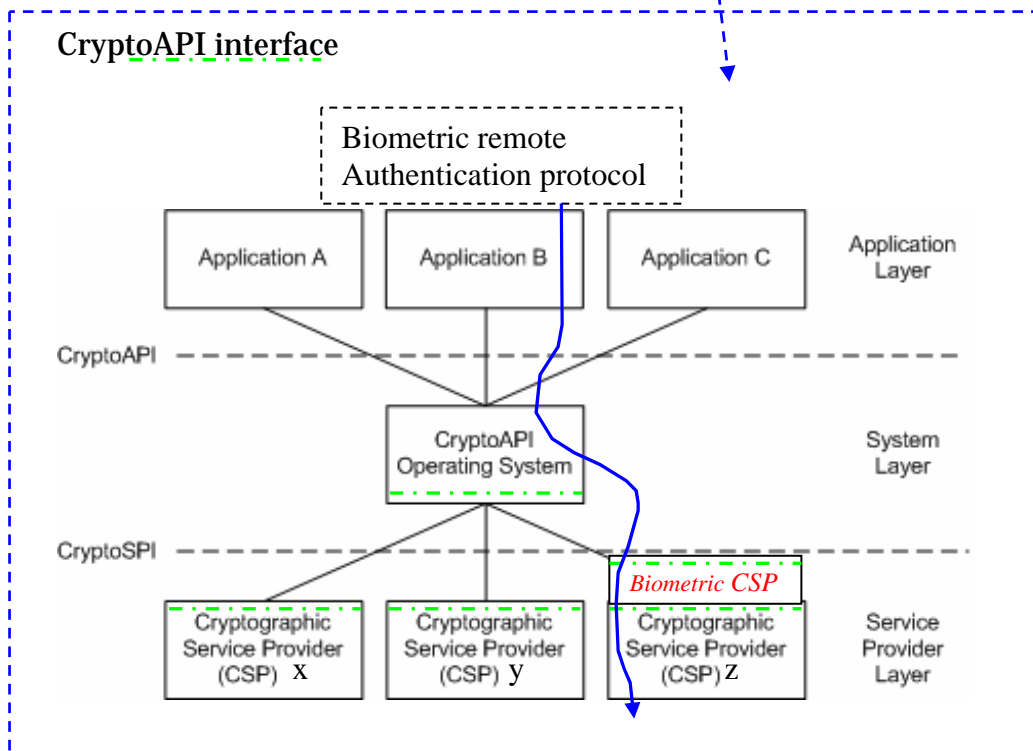 CryptoAPI interface
Biometric remote
Authentication protocol
Application A
Application B
Application C
Application
Layer
CryptoAPI
CryptoAPI
Operating System
System
Layer
CryptoSPI
Biometric CSP
Cryptographic
Service Provider
(CSP) x
Cryptographic
Service Provider
(CSP) y
Cryptographic
Service Provider
(CSP) z
Service
Provider
Layer